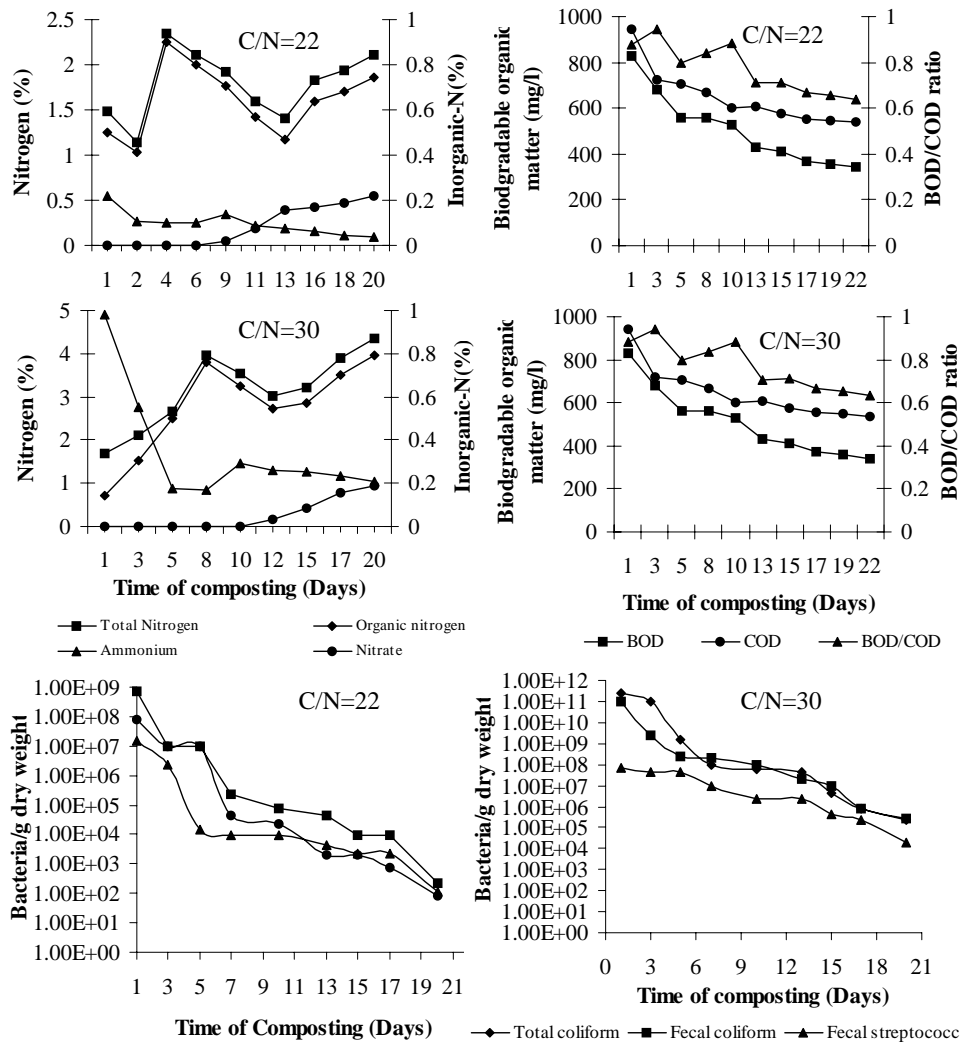 C/N=22
Nitrogen (%)
2.5
2
1.5
1
0.5
0
Inorganic-N(%)
1
0.8
0.6
0.4
0.2
0
1 2 4 6 9 11 13 16 18 20
C/N=22
Biodgradable organic
matter (mg/l)
1000
800
600
400
200
0
BOD/COD ratio
1
0.8
0.6
0.4
0.2
0
1 3 5 8 10 13 15 17 19 22
C/N=30
Nitrogen (%)
5
4
3
2
1
0
Inorganic-N(%)
1
0.8
0.6
0.4
0.2
0
1 3 5 8 10 12 15 17 20
Time of composting (Days)
Total Nitrogen
Organic nitrogen
Ammonium
Nitrate
C/N=30
Biodgradable organic
matter (mg/l)
1000
800
600
400
200
0
BOD/COD ratio
1
0.8
0.6
0.4
0.2
0
1 3 5 8 10 13 15 17 19 22
Time of composting (Days)
BOD
COD
BOD/COD
C/N=22
Bacteria/g dry weight
1.00E+09
1.00E+08
1.00E+07
1.00E+06
1.00E+05
1.00E+04
1.00E+03
1.00E+02
1.00E+01
1.00E+00
1 3 5 7 9 11 13 15 17 19 21
Time of Composting (Days)
C/N=30
Bacteria/g dry weight
1.00E+12
1.00E+11
1.00E+10
1.00E+09
1.00E+08
1.00E+07
1.00E+06
1.00E+05
1.00E+04
1.00E+03
1.00E+02
1.00E+01
1.00E+00
0 3 6 9 12 15 18 21
Time of composting (Days)
Total coliform
Fecal coliform
Fecal streptococc